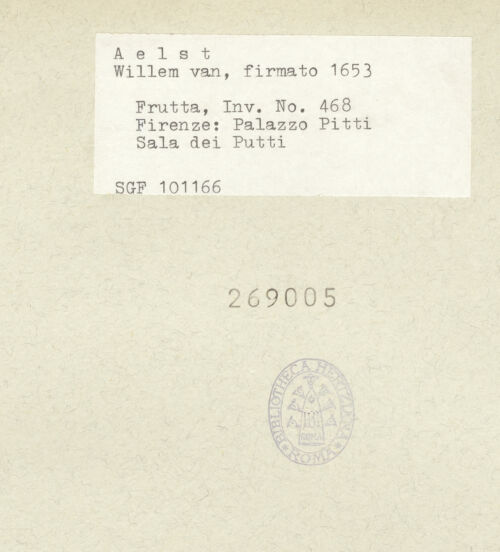 A e l s t
Willem van, firmato 1653
Frutta, Inv. No. 468
Firenze: Palazzo Pitti
Sala dei Putti
SGF 101166
269005
BIBLIOTHECA HERTZIANA
ROMA